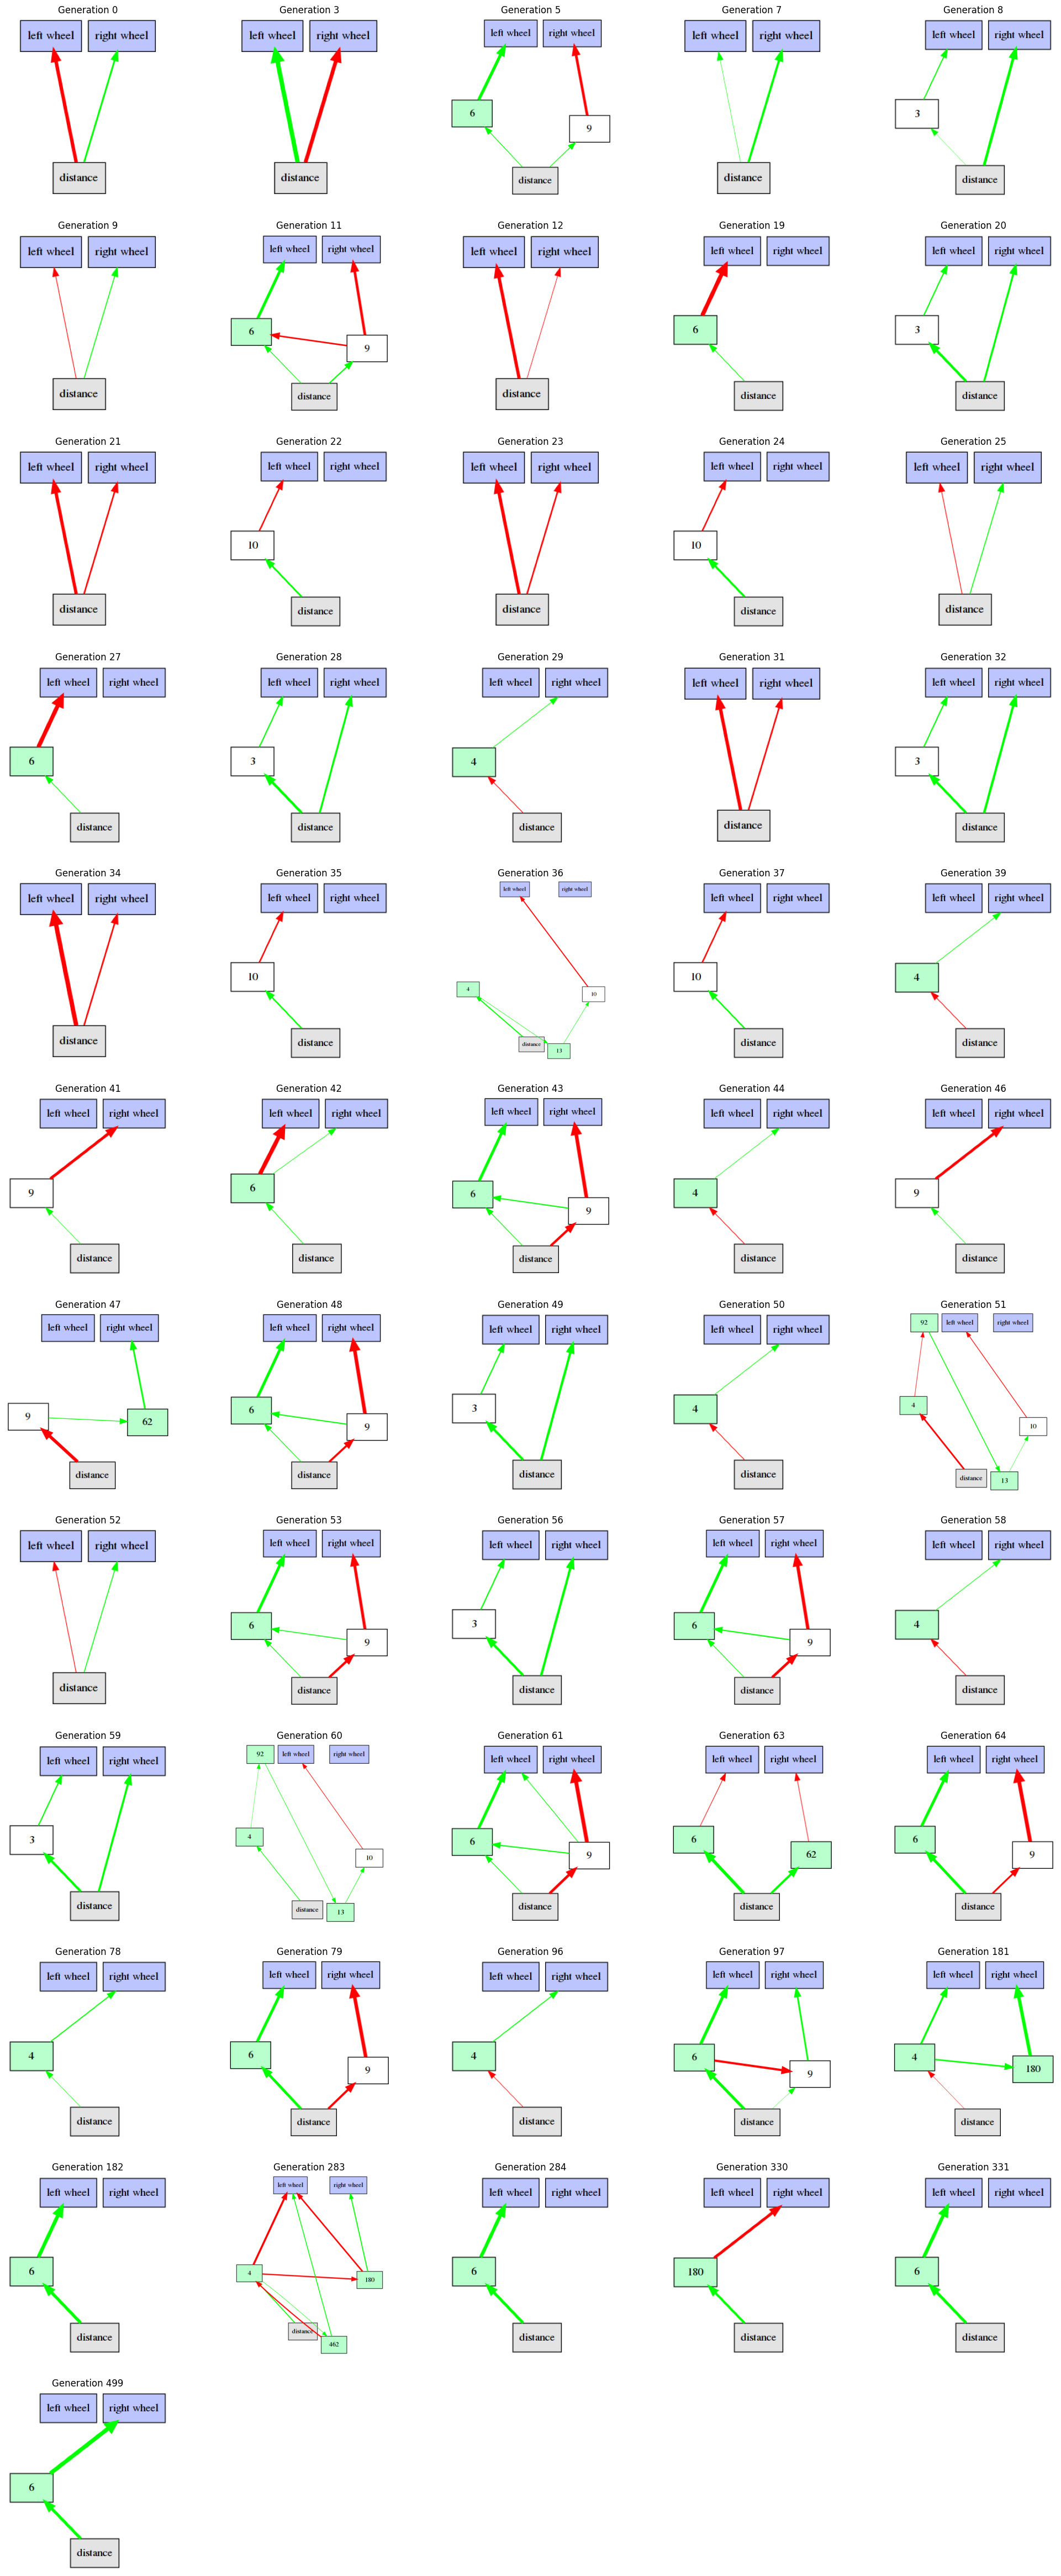 Generation 0
left wheel right wheel
distance
Generation 3
left wheel right wheel
distance
Generation 5
left wheel right wheel
6
9
distance
Generation 7
left wheel right wheel
distance
Generation 8
left wheel right wheel
3
distance
Generation 9
left wheel right wheel
distance
Generation 11
left wheel right wheel
6
9
distance
Generation 12
left wheel right wheel
distance
Generation 19
left wheel right wheel
6
distance
Generation 20
left wheel right wheel
3
distance
Generation 21
left wheel right wheel
distance
Generation 22
left wheel right wheel
10
distance
Generation 23
left wheel right wheel
distance
Generation 24
left wheel right wheel
10
distance
Generation 25
left wheel right wheel
distance
Generation 27
left wheel right wheel
6
distance
Generation 28
left wheel right wheel
3
distance
Generation 29
left wheel right wheel
4
distance
Generation 31
left wheel right wheel
distance
Generation 32
left wheel right wheel
3
distance
Generation 34
left wheel right wheel
distance
Generation 35
left wheel right wheel
10
distance
Generation 36
left wheel right wheel
4
10
distance
13
Generation 37
left wheel right wheel
10
distance
Generation 39
left wheel right wheel
4
distance
Generation 41
left wheel right wheel
9
distance
Generation 42
left wheel right wheel
6
distance
Generation 43
left wheel right wheel
6
9
distance
Generation 44
left wheel right wheel
4
distance
Generation 46
left wheel right wheel
9
distance
Generation 47
left wheel right wheel
9
62
distance
Generation 48
left wheel right wheel
6
9
distance
Generation 49
left wheel right wheel
3
distance
Generation 50
left wheel right wheel
4
distance
Generation 51
92 left wheel right wheel
4
10
distance
13
Generation 52
left wheel right wheel
distance
Generation 53
left wheel right wheel
6
9
distance
Generation 56
left wheel right wheel
3
distance
Generation 57
left wheel right wheel
6
9
distance
Generation 58
left wheel right wheel
4
distance
Generation 59
left wheel right wheel
3
distance
Generation 60
92 left wheel right wheel
4
10
distance
13
Generation 61
left wheel right wheel
6
9
distance
Generation 63
left wheel right wheel
6
62
distance
Generation 64
left wheel right wheel
6
9
distance
Generation 78
left wheel right wheel
4
distance
Generation 79
left wheel right wheel
6
9
distance
Generation 96
left wheel right wheel
4
distance
Generation 97
left wheel right wheel
6
9
distance
Generation 181
left wheel right wheel
4
180
distance
Generation 182
left wheel right wheel
6
distance
Generation 283
left wheel right wheel
4
180
distance
462
Generation 284
left wheel right wheel
6
distance
Generation 330
left wheel right wheel
180
distance
Generation 331
left wheel right wheel
6
distance
Generation 499
left wheel right wheel
6
distance